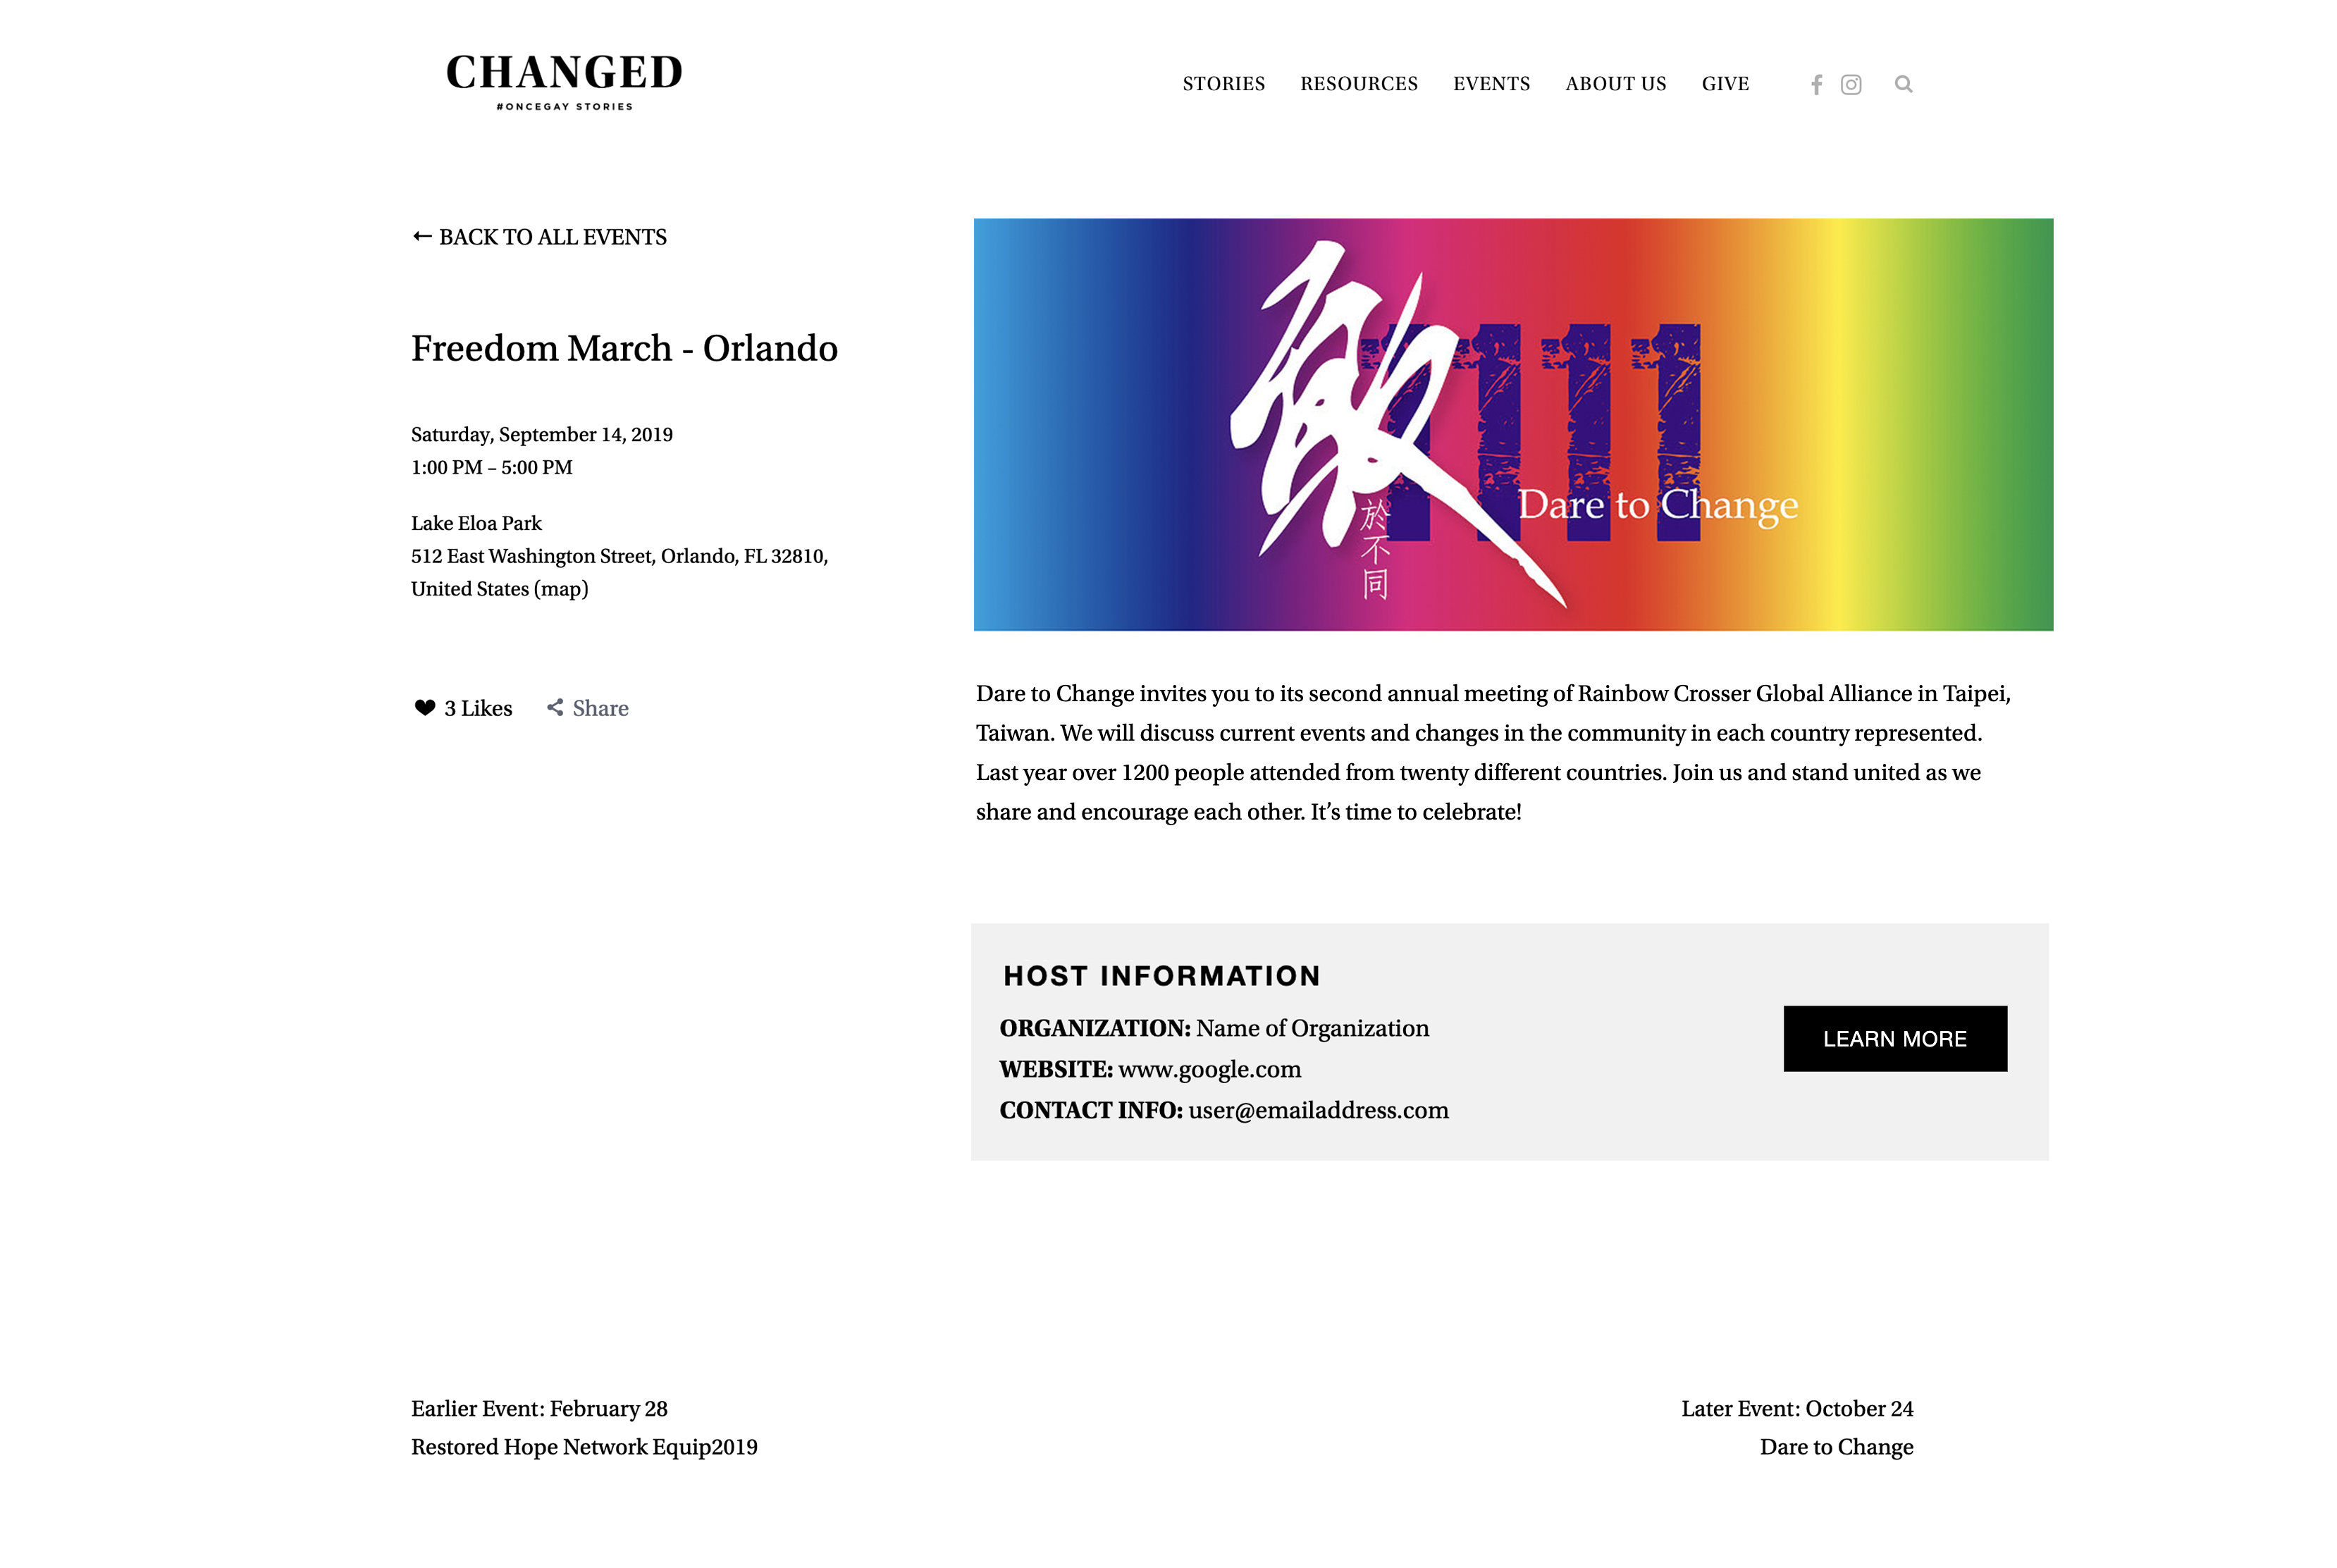 CHANGED
#ONCEGAY STORIES
STORIES RESOURCES EVENTS ABOUT US GIVE
← BACK TO ALL EVENTS
Freedom March - Orlando
Saturday, September 14, 2019
1:00 PM – 5:00 PM
Lake Eloa Park
512 East Washington Street, Orlando, FL 32810,
United States (map)
3 Likes Share
敢
1111
Dare to Change
於不同
Dare to Change invites you to its second annual meeting of Rainbow Crosser Global Alliance in Taipei,
Taiwan. We will discuss current events and changes in the community in each country represented.
Last year over 1200 people attended from twenty different countries. Join us and stand united as we
share and encourage each other. It’s time to celebrate!
HOST INFORMATION
ORGANIZATION: Name of Organization
WEBSITE: www.google.com
CONTACT INFO: user@emailaddress.com
LEARN MORE
Earlier Event: February 28
Restored Hope Network Equip2019
Later Event: October 24
Dare to Change